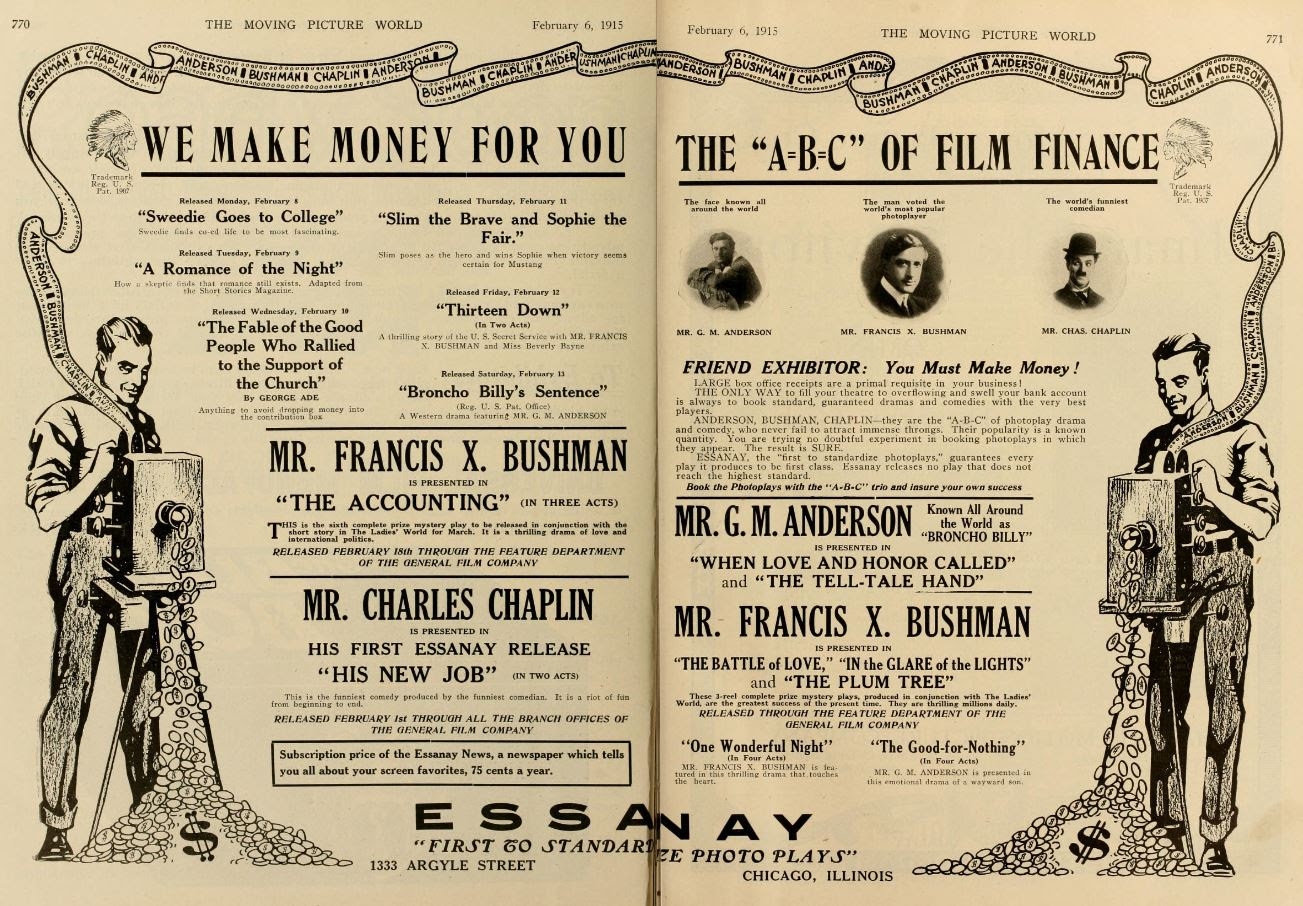 770
THE MOVING PICTURE WORLD
February 6, 1915
BUSHMAN CHAPLIN AND
ANDERSON BUSHMAN CHAPLIN ANDERSON
BUSHMAN CHAPLIN ANDER
USHMAN CHAPLIN
ANDERSON BUSHMAN CHAPLIN
Trademark
Reg. U. S.
Pat. 1907
WE MAKE MONEY FOR YOU
Released Monday, February 8
"Sweedie Goes to College"
Sweedie finds co-ed life to be most fascinating.
Released Tuesday, February 9
"A Romance of the Night"
How a skeptic finds that romance still exists. Adapted from
the Short Stories Magazine.
Released Wednesday, February 10
"The Fable of the Good
People Who Rallied
to the Support of
the Church"
By GEORGE ADE
Anything to avoid dropping money into
the contribution box
Released Thursday, February 11
"Slim the Brave and Sophie the
Fair."
Slim poses as the hero and wins Sophie when victory seems
certain for Mustang
Released Friday, February 12
"Thirteen Down"
(In Two Acts)
A thrilling story of the U. S. Secret Service with MR. FRANCIS
X. BUSHMAN and Miss Beverly Bayne
Released Saturday, February 13
"Broncho Billy's Sentence"
(Reg. U. S. Pat. Office)
A Western drama featuring MR. G. M. ANDERSON
MR. FRANCIS X. BUSHMAN
IS PRESENTED IN
"THE ACCOUNTING" (IN THREE ACTS)
THIS is the sixth complete prize mystery play to be released in conjunction with the
short story in The Ladies' World for March. It is a thrilling drama of love and
international politics.
RELEASED FEBRUARY 18th THROUGH THE FEATURE DEPARTMENT
OF THE GENERAL FILM COMPANY
MR. CHARLES CHAPLIN
IS PRESENTED IN
HIS FIRST ESSANAY RELEASE
"HIS NEW JOB" (IN TWO ACTS)
This is the funniest comedy produced by the funniest comedian. It is a riot of fun
from beginning to end.
RELEASED FEBRUARY 1st THROUGH ALL THE BRANCH OFFICES OF
THE GENERAL FILM COMPANY
Subscription price of the Essanay News, a newspaper which tells
you all about your screen favorites, 75 cents a year.
$
February 6, 1915
THE MOVING PICTURE WORLD
771
ANDERSON BUSHMAN CHAPLIN AND
BUSHMAN CHAPLIN ANDERSON BUSHMAN
CHAPLIN ANDERSON
THE "A=B=C" OF FILM FINANCE
Trademark
Reg. U. S.
Pat. 1907
The face known all
around the world
The man voted the
world's most popular
photoplayer
The world's funniest
comedian
MR. G. M. ANDERSON
MR. FRANCIS X. BUSHMAN
MR. CHAS. CHAPLIN
FRIEND EXHIBITOR: You Must Make Money!
LARGE box office receipts are a primal requisite in your business!
THE ONLY WAY to fill your theatre to overflowing and swell your bank account
is always to book standard, guaranteed dramas and comedies with the very best
players.
ANDERSON, BUSHMAN, CHAPLIN—they are the "A-B-C" of photoplay drama
and comedy, who never fail to attract immense throngs. Their popularity is a known
quantity. You are trying no doubtful experiment in booking photoplays in which
they appear. The result is SURE.
ESSANAY, the "first to standardize photoplays," guarantees every
play it produces to be first class. Essanay releases no play that does not
reach the highest standard.
Book the Photoplays with the "A-B-C" trio and insure your own success
MR. G. M. ANDERSON
Known All Around
the World as
"BRONCHO BILLY"
IS PRESENTED IN
"WHEN LOVE AND HONOR CALLED"
and "THE TELL-TALE HAND"
MR. FRANCIS X. BUSHMAN
IS PRESENTED IN
"THE BATTLE of LOVE," "IN the GLARE of the LIGHTS"
and "THE PLUM TREE"
These 3-reel complete prize mystery plays, produced in conjunction with The Ladies'
World, are the greatest success of the present time. They are thrilling millions daily.
RELEASED THROUGH THE FEATURE DEPARTMENT OF THE
GENERAL FILM COMPANY
"One Wonderful Night"
(In Four Acts)
MR. FRANCIS X. BUSHMAN is fea-
tured in this thrilling drama that touches
the heart.
"The Good-for-Nothing"
(In Four Acts)
MR. G. M. ANDERSON is presented in
this emotional drama of a wayward son.
$
ESSANAY
"FIRST TO STANDARDIZE PHOTO PLAYS"
1333 ARGYLE STREET
CHICAGO, ILLINOIS